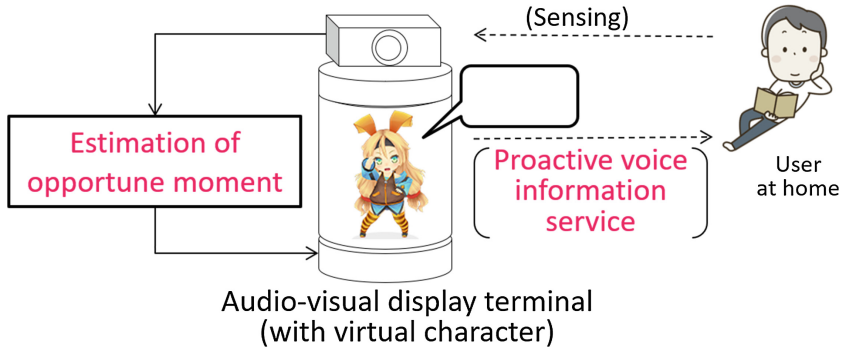 (Sensing)
Estimation of
opportune moment
Proactive voice
information
service
User
at home
Audio-visual display terminal
(with virtual character)